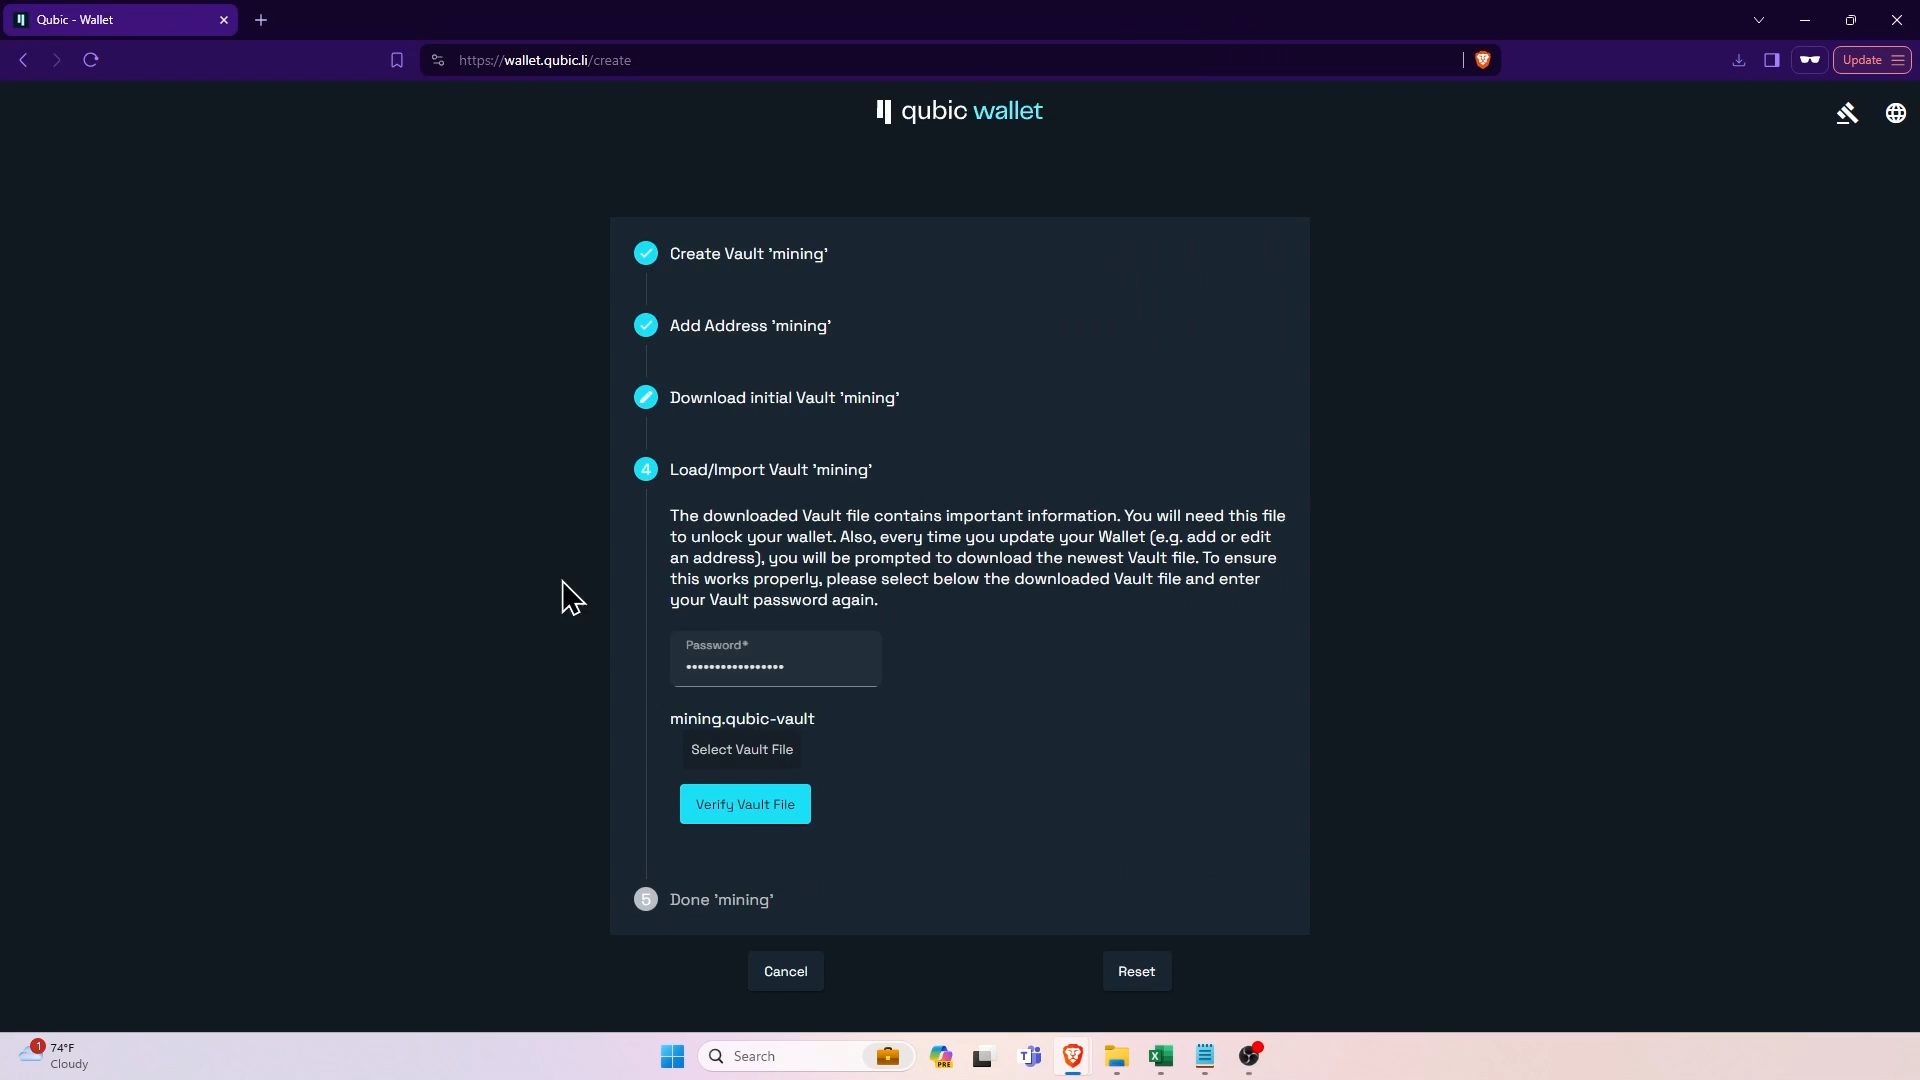 Qubic - Wallet
https://wallet.qubic.li/create
Update
qubic wallet
Create Vault 'mining'
Add Address 'mining'
Download initial Vault 'mining'
4 Load/Import Vault 'mining'
The downloaded Vault file contains important information. You will need this file
to unlock your wallet. Also, every time you update your Wallet (e.g. add or edit
an address), you will be prompted to download the newest Vault file. To ensure
this works properly, please select below the downloaded Vault file and enter
your Vault password again.
Password*
•••••••••••••••••
mining.qubic-vault
Select Vault File
Verify Vault File
5 Done 'mining'
Cancel
Reset
1
74°F
Cloudy
Search
PRE